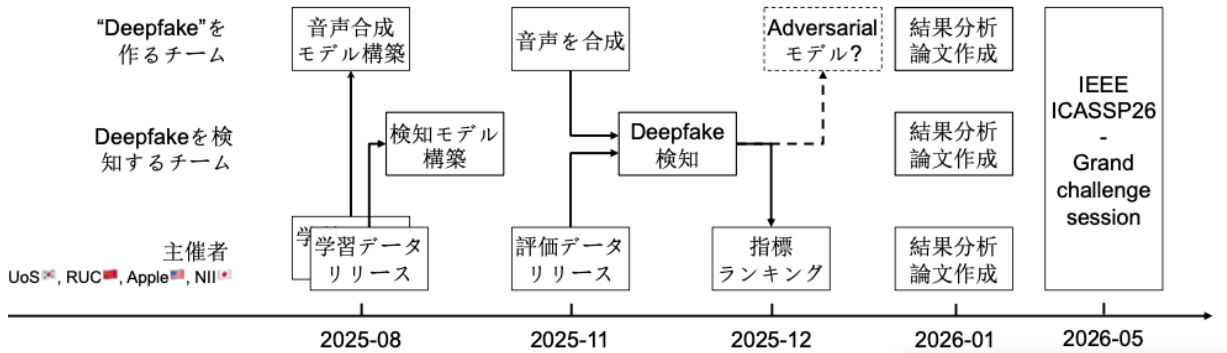 “Deepfake”を
作るチーム
音声合成
モデル構築
音声を合成
Adversarial
モデル?
結果分析
論文作成
Deepfakeを検
知するチーム
検知モデル
構築
Deepfake
検知
結果分析
論文作成
主催者
UoS🇰🇷, RUC🇨🇳, Apple🇺🇸, NII🇯🇵
学
学習データ
リリース
評価データ
リリース
指標
ランキング
結果分析
論文作成
IEEE
ICASSP26
-
Grand
challenge
session
2025-08
2025-11
2025-12
2026-01
2026-05